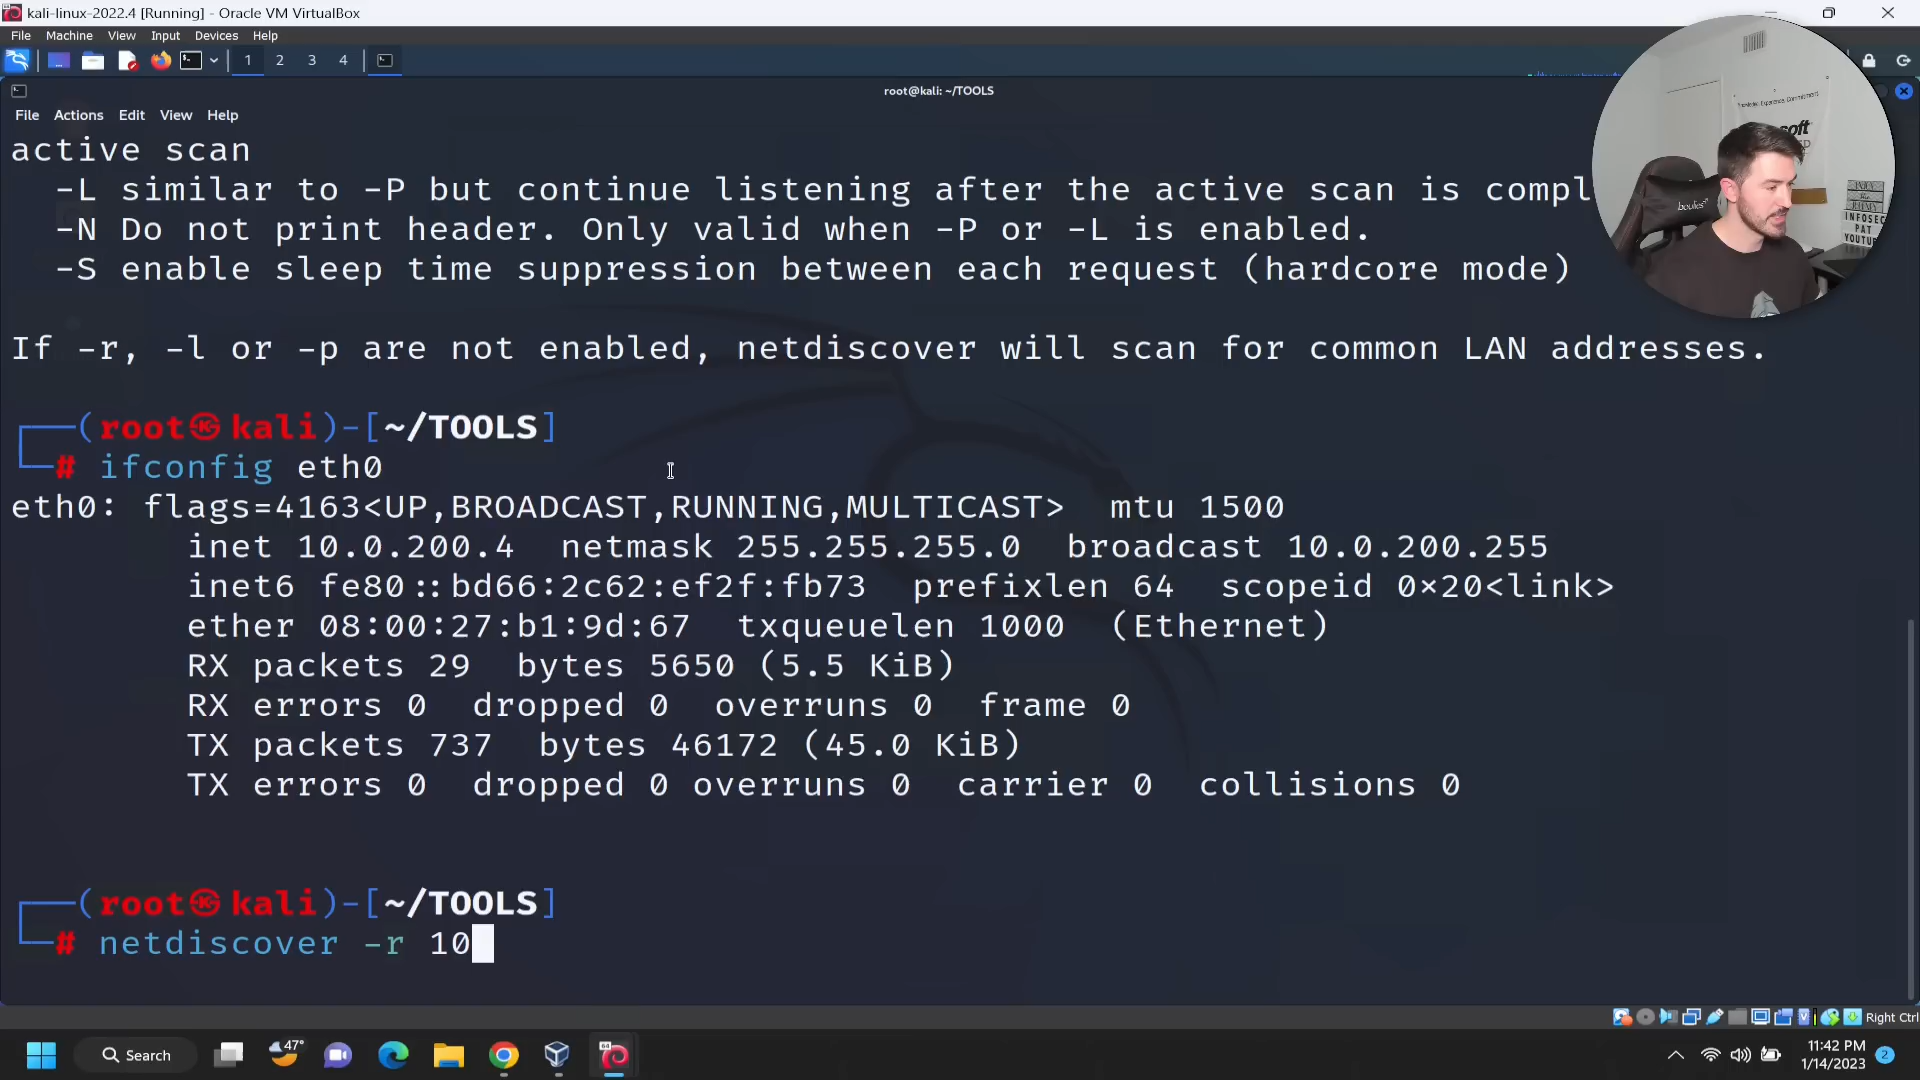 kali-linux-2022.4 [Running] - Oracle VM VirtualBox
File Machine View Input Devices Help
1 2 3 4
root@kali: ~/TOOLS
File Actions Edit View Help
active scan
-L similar to -P but continue listening after the active scan is compl
-N Do not print header. Only valid when -P or -L is enabled.
-S enable sleep time suppression between each request (hardcore mode)
If -r, -l or -p are not enabled, netdiscover will scan for common LAN addresses.
┌──(root㉿kali)-[~/TOOLS]
└─# ifconfig eth0
eth0: flags=4163<UP,BROADCAST,RUNNING,MULTICAST>  mtu 1500
inet 10.0.200.4  netmask 255.255.255.0  broadcast 10.0.200.255
inet6 fe80::bd66:2c62:ef2f:fb73  prefixlen 64  scopeid 0×20<link>
ether 08:00:27:b1:9d:67  txqueuelen 1000  (Ethernet)
RX packets 29  bytes 5650 (5.5 KiB)
RX errors 0  dropped 0  overruns 0  frame 0
TX packets 737  bytes 46172 (45.0 KiB)
TX errors 0  dropped 0 overruns 0  carrier 0  collisions 0
┌──(root㉿kali)-[~/TOOLS]
└─# netdiscover -r 10
boulies
INFOSEC
PAT
YOUTUB
Right Ctrl
Search
47°
11:42 PM
1/14/2023
2